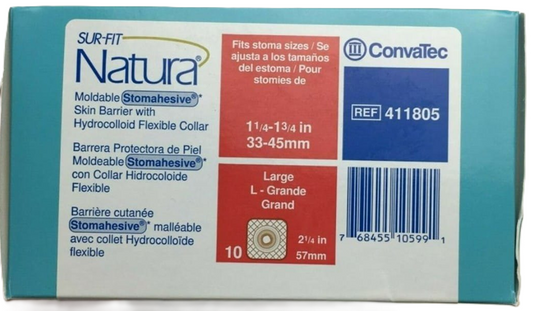 SUR-FIT
Natura®
Moldable Stomahesive®*
Skin Barrier with
Hydrocolloid Flexible Collar
Barrera Protectora de Piel
Moldeable Stomahesive®*
con Collar Hidrocoloide
Flexible
Barrière cutanée
Stomahesive®* malléable
avec collet Hydrocolloïde
flexible
Fits stoma sizes / Se
ajusta a los tamaños
del estoma / Pour
stomies de
1 1/4-1 3/4 in
33-45mm
Large
L - Grande
Grand
10
2 1/4 in
57mm
ConvaTec
REF 411805
7 68455 10599 1